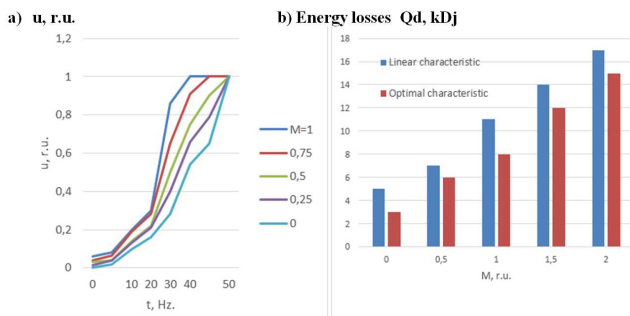 a) u, r.u.
b) Energy losses Qd, kDj
1,2
1
0,8
0,6
0,4
0,2
0
u, r.u.
0 10 20 30 40 50
t, Hz.
M=1
0,75
0,5
0,25
0
18
16
14
12
10
8
6
4
2
0
Linear characteristic
Optimal characteristic
0 0,5 1 1,5 2
M, r.u.